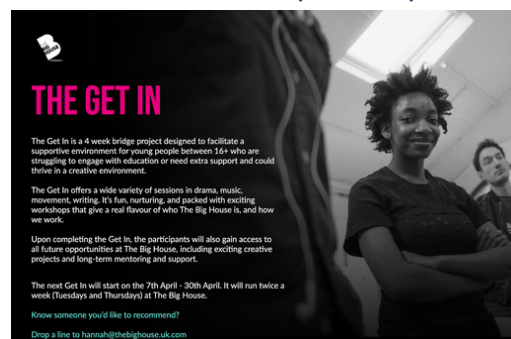 THE BIG HOUSE
THE GET IN
The Get In is a 4 week bridge project designed to facilitate a
supportive environment for young people between 16+ who are
struggling to engage with education or need extra support and could
thrive in a creative environment.
The Get In offers a wide variety of sessions in drama, music,
movement, writing. It's fun, nurturing, and packed with exciting
workshops that give a real flavour of who The Big House is, and how
we work.
Upon completing the Get In, the participants will also gain access to
all future opportunities at The Big House, including exciting creative
projects and long-term mentoring and support.
The next Get In will start on the 7th April - 30th April. It will run twice a
week (Tuesdays and Thursdays) at The Big House.
Know someone you'd like to recommend?
Drop a line to hannah@thebighouse.uk.com